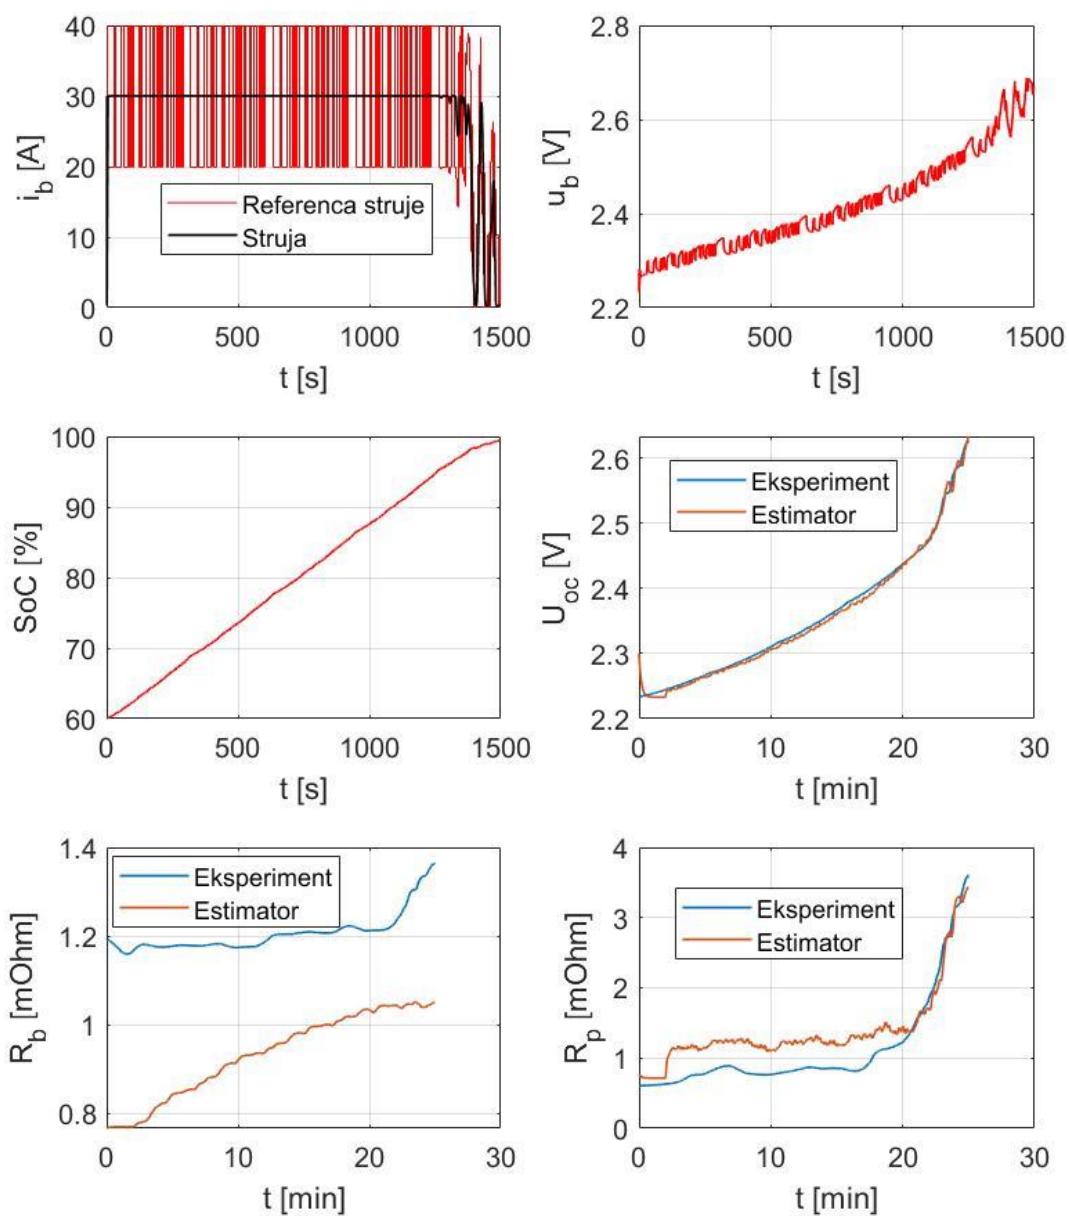 40
30
20
10
0
i_b [A]
Referenca struje
Struja
0 500 1000 1500
t [s]
2.8
2.6
2.4
2.2
u_b [V]
0 500 1000 1500
t [s]
100
90
80
70
60
SoC [%]
0 500 1000 1500
t [s]
2.6
2.5
2.4
2.3
2.2
U_oc [V]
Eksperiment
Estimator
0 10 20 30
t [min]
1.4
1.2
1
0.8
R_b [mOhm]
Eksperiment
Estimator
0 10 20 30
t [min]
4
3
2
1
0
R_p [mOhm]
Eksperiment
Estimator
0 10 20 30
t [min]